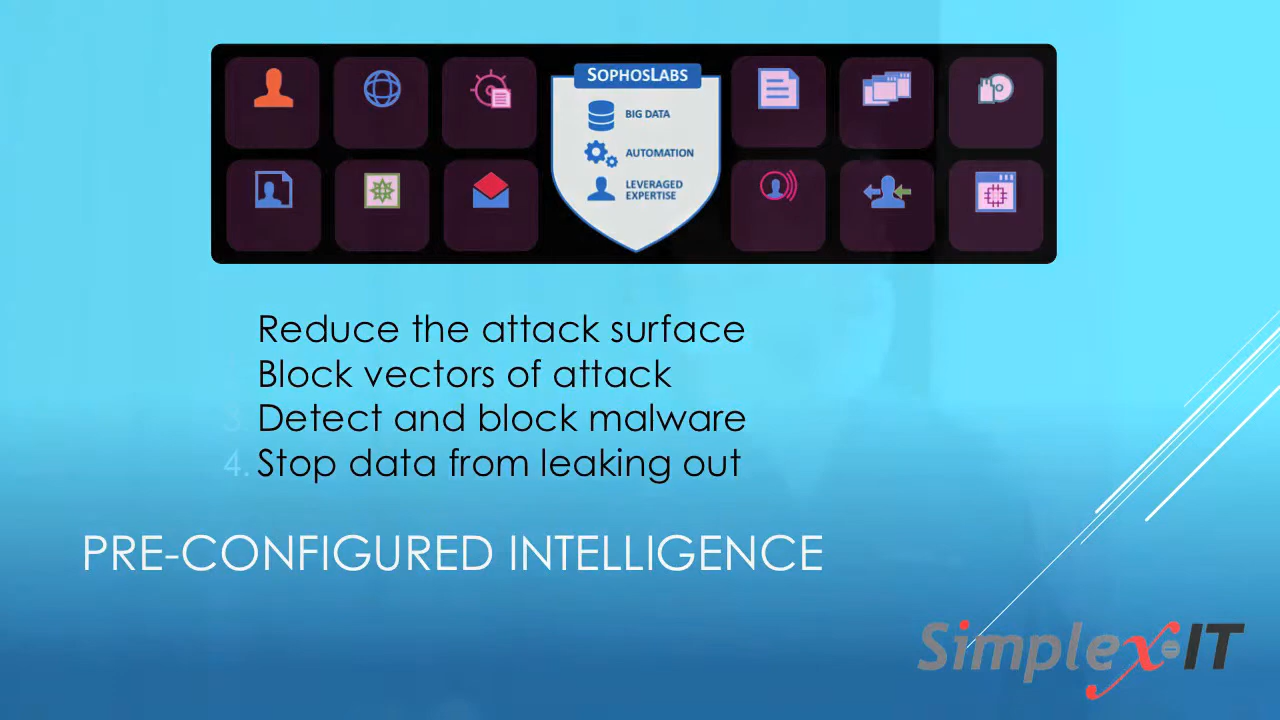 SOPHOSLABS
BIG DATA
AUTOMATION
LEVERAGED
EXPERTISE
Reduce the attack surface
Block vectors of attack
3. Detect and block malware
4. Stop data from leaking out
PRE-CONFIGURED INTELLIGENCE
Simplex-IT